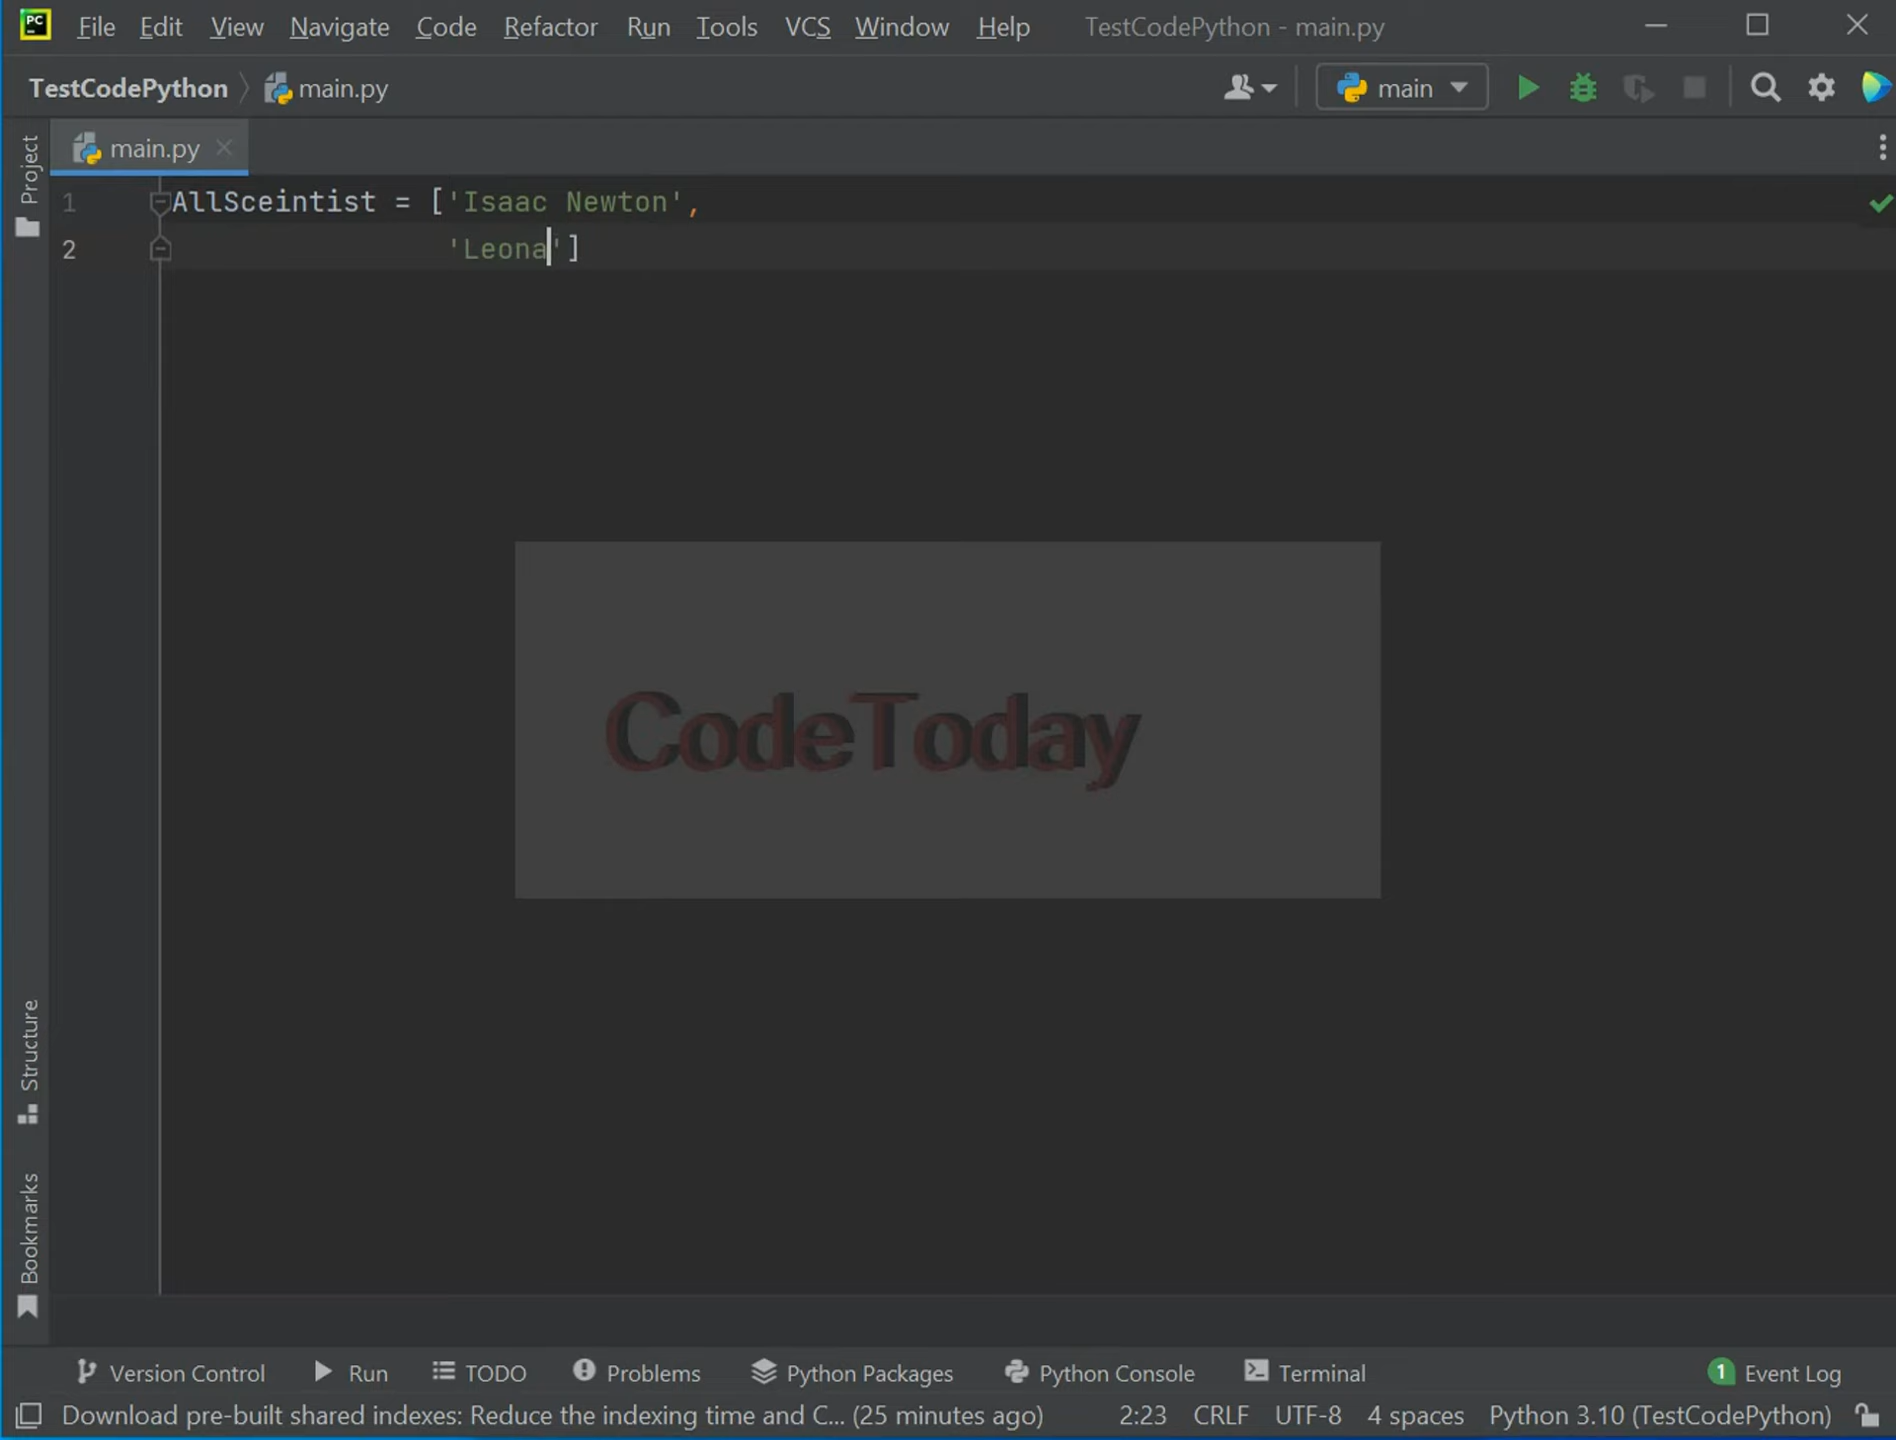 File Edit View Navigate Code Refactor Run Tools VCS Window Help TestCodePython - main.py
TestCodePython main.py main
Project
main.py
1 AllSceintist = ['Isaac Newton',
2 'Leona']
CodeToday
Structure
Bookmarks
Version Control Run TODO Problems Python Packages Python Console Terminal 1 Event Log
Download pre-built shared indexes: Reduce the indexing time and C... (25 minutes ago) 2:23 CRLF UTF-8 4 spaces Python 3.10 (TestCodePython)